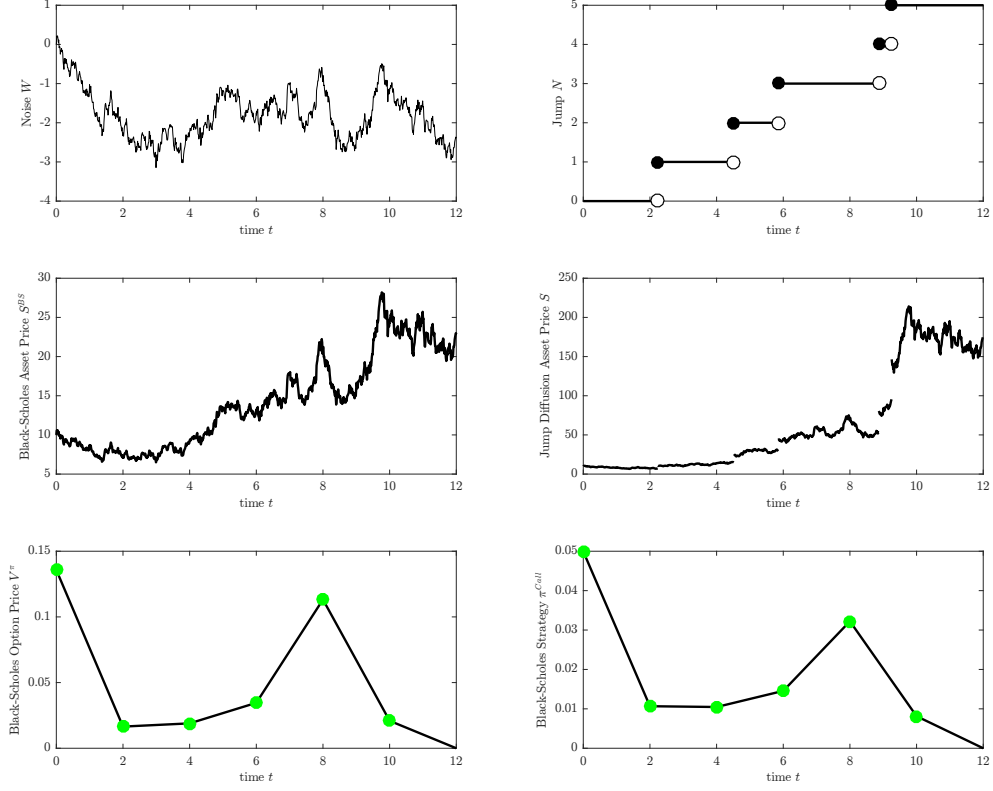 1
0
-1
-2
-3
-4
Noise W
0 2 4 6 8 10 12
time t
5
4
3
2
1
0
Jump N
0 2 4 6 8 10 12
time t
30
25
20
15
10
5
Black-Scholes Asset Price S^{BS}
0 2 4 6 8 10 12
time t
250
200
150
100
50
0
Jump Diffusion Asset Price S
0 2 4 6 8 10 12
time t
0.15
0.1
0.05
0
Black-Scholes Option Price V^π
0 2 4 6 8 10 12
time t
0.05
0.04
0.03
0.02
0.01
0
Black-Scholes Strategy π^{Call}
0 2 4 6 8 10 12
time t